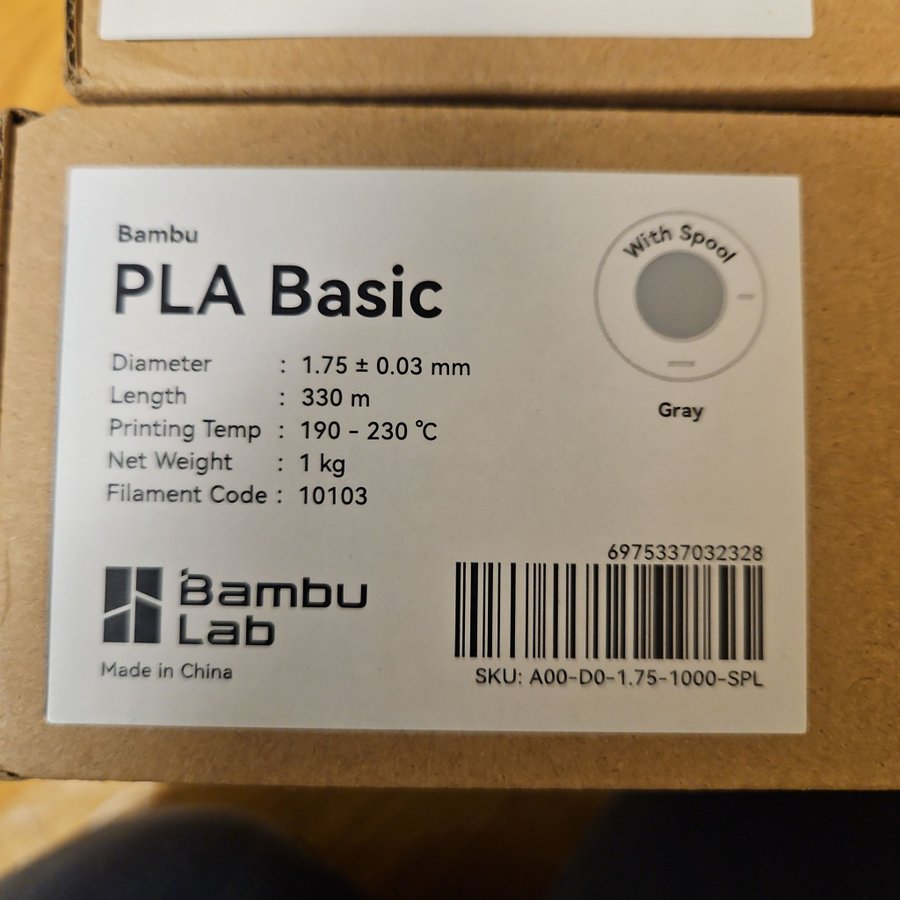 Bambu
PLA Basic
Diameter : 1.75 ± 0.03 mm
Length : 330 m
Printing Temp : 190 - 230 ℃
Net Weight : 1 kg
Filament Code : 10103
With Spool
Gray
Bambu
Lab
Made in China
6975337032328
SKU: A00-D0-1.75-1000-SPL